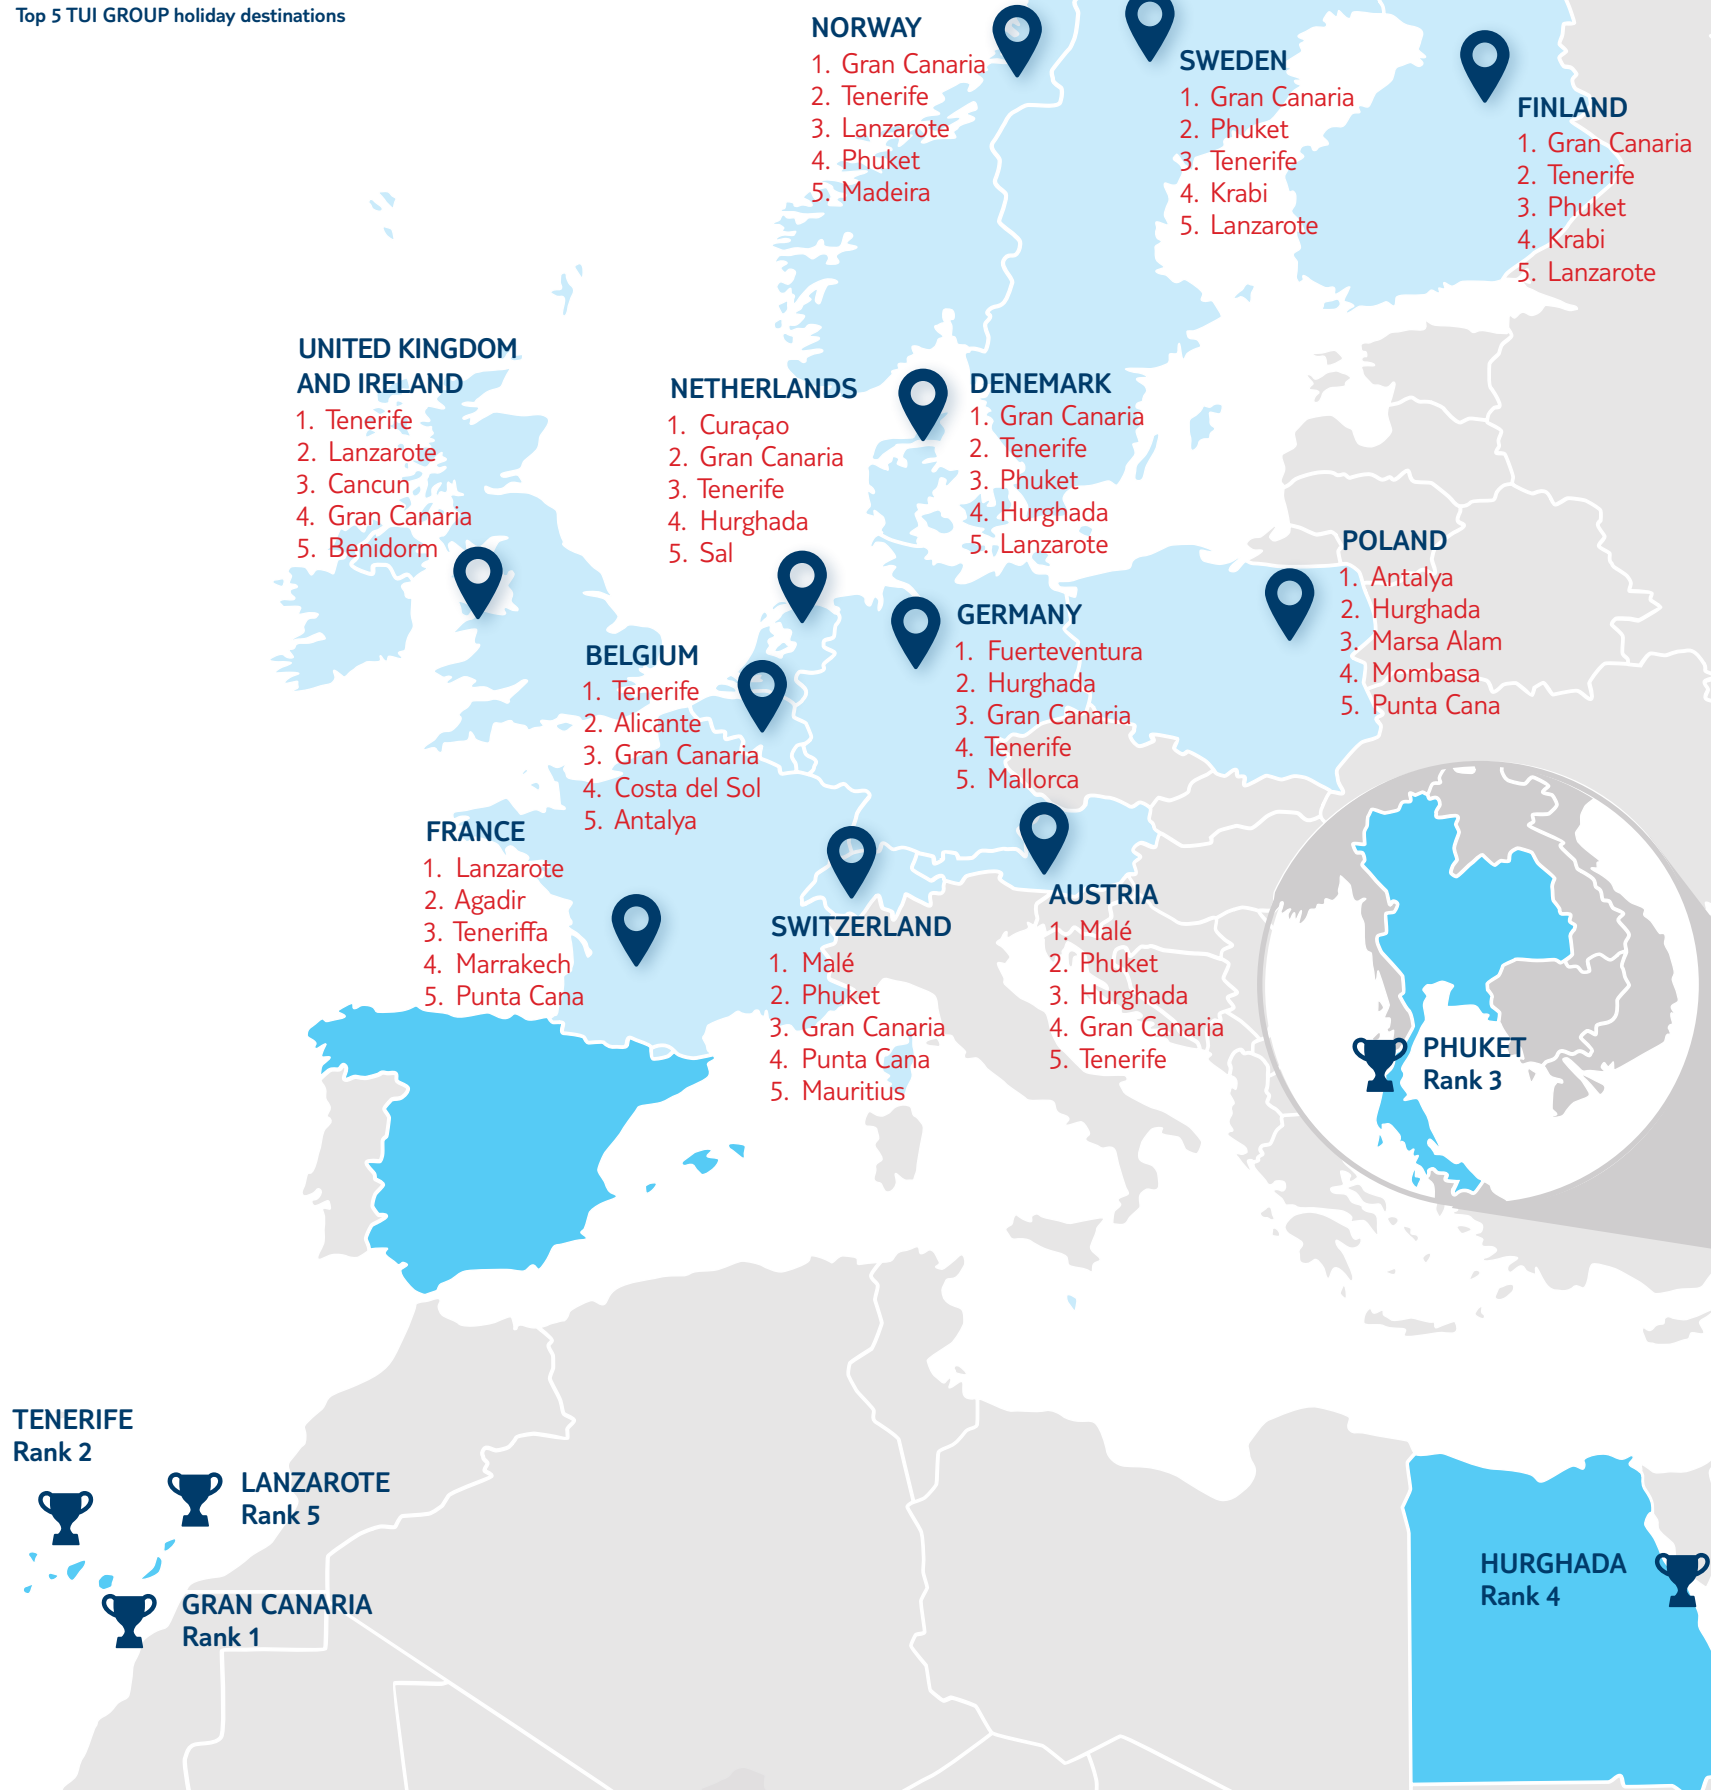 Top 5 TUI GROUP holiday destinations
NORWAY
1. Gran Canaria
2. Tenerife
3. Lanzarote
4. Phuket
5. Madeira
SWEDEN
1. Gran Canaria
2. Phuket
3. Tenerife
4. Krabi
5. Lanzarote
FINLAND
1. Gran Canaria
2. Tenerife
3. Phuket
4. Krabi
5. Lanzarote
UNITED KINGDOM
AND IRELAND
1. Tenerife
2. Lanzarote
3. Cancun
4. Gran Canaria
5. Benidorm
NETHERLANDS
1. Curaçao
2. Gran Canaria
3. Tenerife
4. Hurghada
5. Sal
DENEMARK
1. Gran Canaria
2. Tenerife
3. Phuket
4. Hurghada
5. Lanzarote
POLAND
1. Antalya
2. Hurghada
3. Marsa Alam
4. Mombasa
5. Punta Cana
GERMANY
1. Fuerteventura
2. Hurghada
3. Gran Canaria
4. Tenerife
5. Mallorca
BELGIUM
1. Tenerife
2. Alicante
3. Gran Canaria
4. Costa del Sol
5. Antalya
FRANCE
1. Lanzarote
2. Agadir
3. Teneriffa
4. Marrakech
5. Punta Cana
SWITZERLAND
1. Malé
2. Phuket
3. Gran Canaria
4. Punta Cana
5. Mauritius
AUSTRIA
1. Malé
2. Phuket
3. Hurghada
4. Gran Canaria
5. Tenerife
PHUKET
Rank 3
TENERIFE
Rank 2
LANZAROTE
Rank 5
GRAN CANARIA
Rank 1
HURGHADA
Rank 4